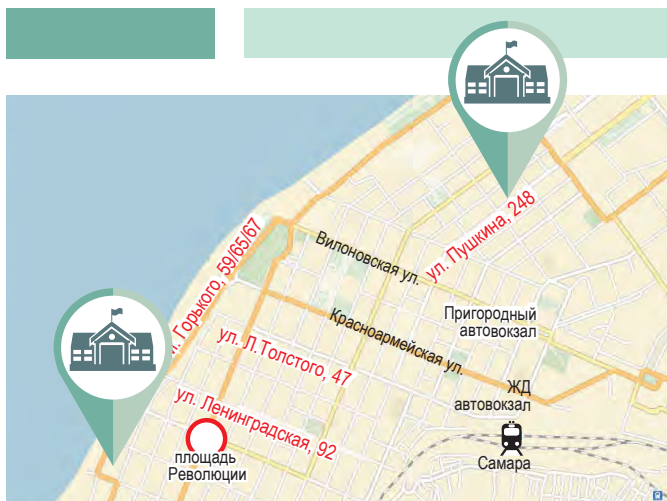 ул. Пушкина, 248
Горького, 59/65/67
Вилоновская ул.
Красноармейская ул.
Пригородный
автовокзал
ул. Л.Толстого, 47
ЖД
автовокзал
ул. Ленинградская, 92
площадь
Революции
Самара